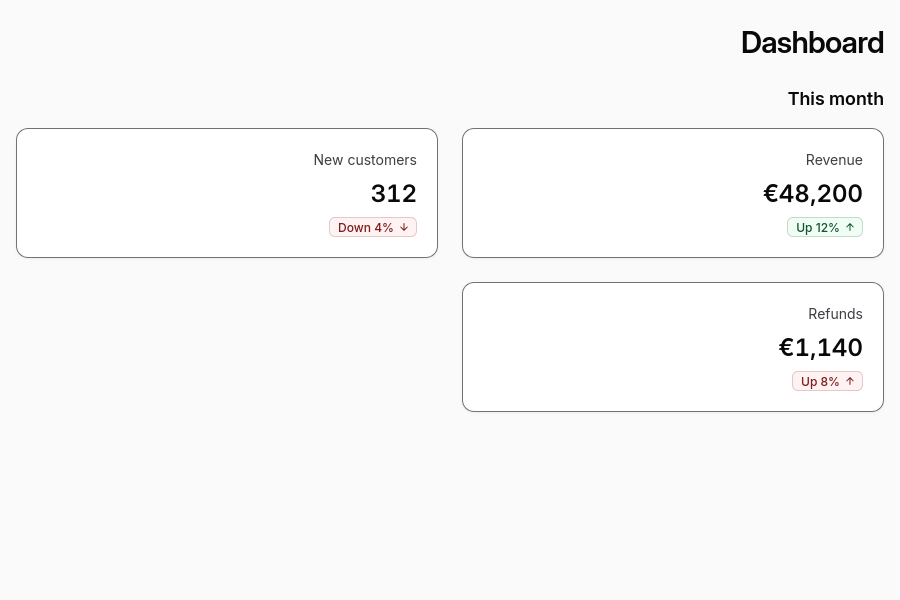 Dashboard
This month
Revenue
€48,200
Up 12% ↑
New customers
312
Down 4% ↓
Refunds
€1,140
Up 8% ↑